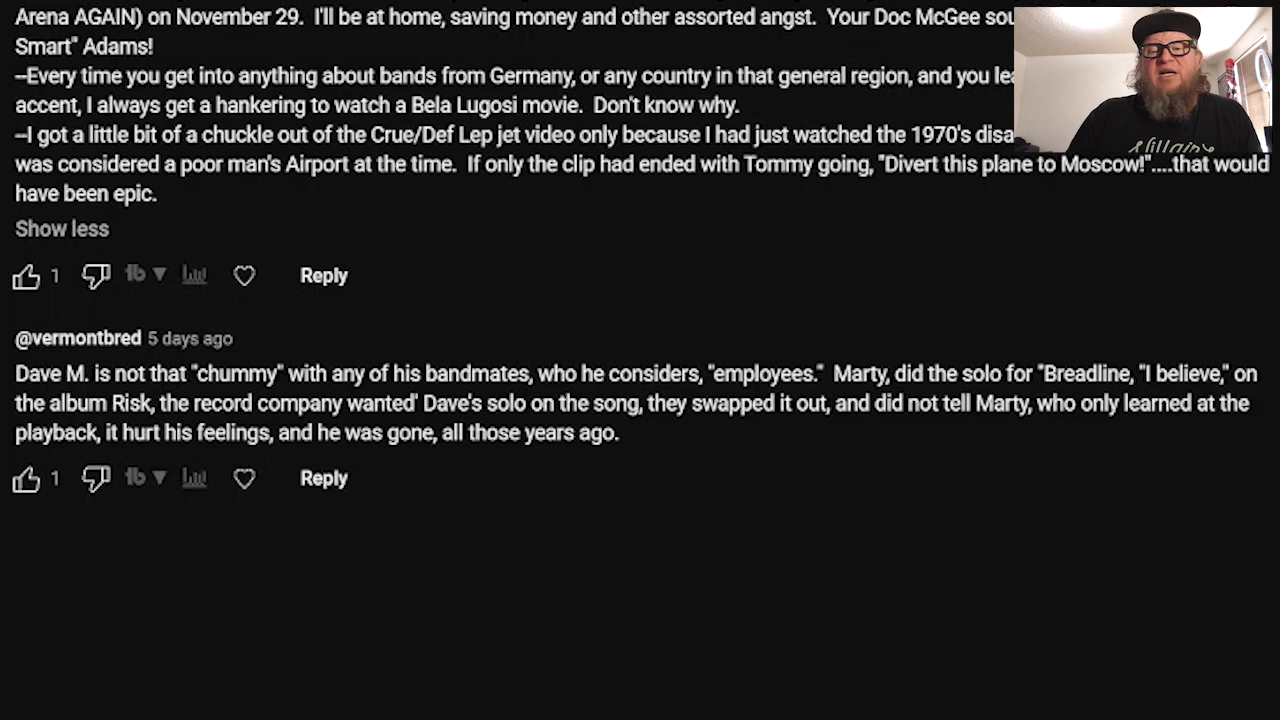 Arena AGAIN) on November 29.  I'll be at home, saving money and other assorted angst.  Your Doc McGee
Smart" Adams!
--Every time you get into anything about bands from Germany, or any country in that general region, and you
accent, I always get a hankering to watch a Bela Lugosi movie.  Don't know why.
--I got a little bit of a chuckle out of the Crue/Def Lep jet video only because I had just watched the 1970's
was considered a poor man's Airport at the time.  If only the clip had ended with Tommy going, "Divert this plane to Moscow!"....that would
have been epic.
Show less
1 Reply
@vermontbred 5 days ago
Dave M. is not that "chummy" with any of his bandmates, who he considers, "employees."  Marty, did the solo for "Breadline, "I believe," on
the album Risk, the record company wanted' Dave's solo on the song, they swapped it out, and did not tell Marty, who only learned at the
playback, it hurt his feelings, and he was gone, all those years ago.
1 Reply